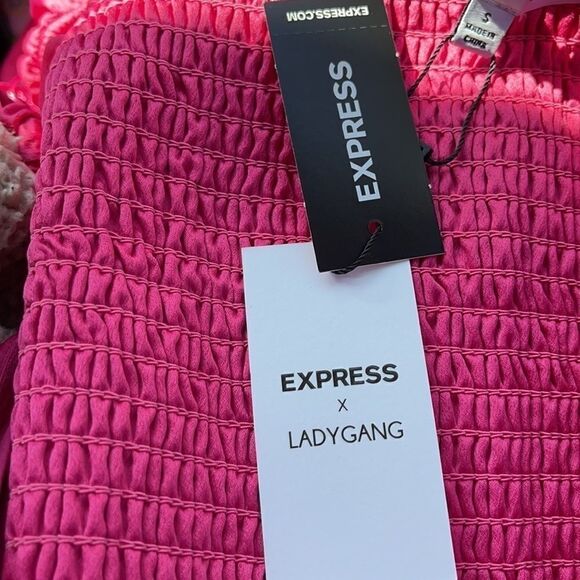 EXPRESS.COM
EXPRESS
S
MADE IN
CHINA
EXPRESS
X
LADYGANG